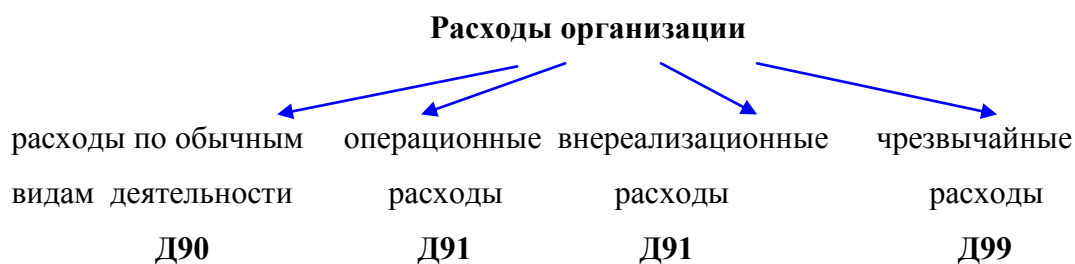 Расходы организации
расходы по обычным операционные внереализационные чрезвычайные
видам деятельности расходы расходы расходы
Д90 Д91 Д91 Д99